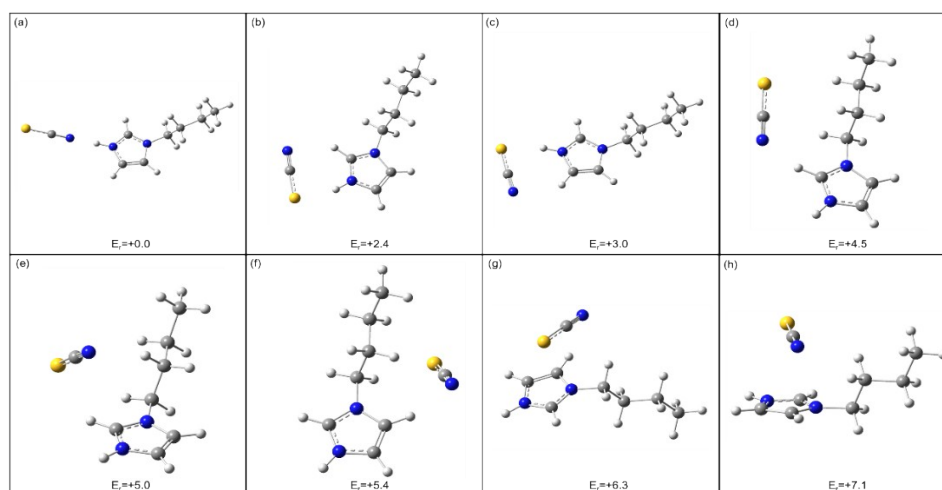 (a)
(b)
(c)
(d)
Er=+0.0
Er=+2.4
Er=+3.0
Er=+4.5
(e)
(f)
(g)
(h)
Er=+5.0
Er=+5.4
Er=+6.3
Er=+7.1